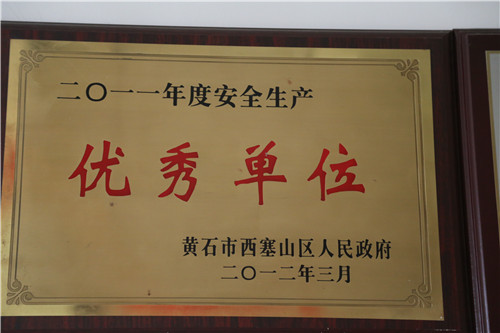 二〇一一年度安全生产
优秀单位
黄石市西塞山区人民政府
二〇一二年三月